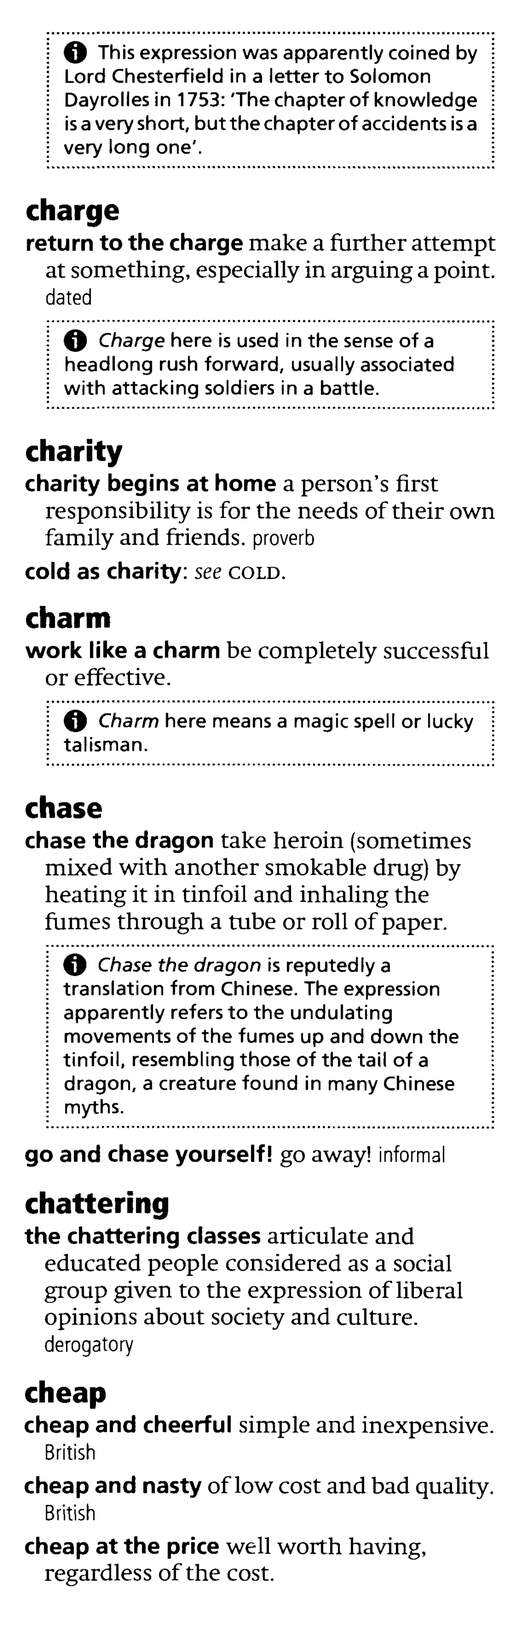 ⓘ This expression was apparently coined by
Lord Chesterfield in a letter to Solomon
Dayrolles in 1753: ‘The chapter of knowledge
is a very short, but the chapter of accidents is a
very long one’.
charge
return to the charge make a further attempt
at something, especially in arguing a point.
dated
ⓘ Charge here is used in the sense of a
headlong rush forward, usually associated
with attacking soldiers in a battle.
charity
charity begins at home a person’s first
responsibility is for the needs of their own
family and friends. proverb
cold as charity: see COLD.
charm
work like a charm be completely successful
or effective.
ⓘ Charm here means a magic spell or lucky
talisman.
chase
chase the dragon take heroin (sometimes
mixed with another smokable drug) by
heating it in tinfoil and inhaling the
fumes through a tube or roll of paper.
ⓘ Chase the dragon is reputedly a
translation from Chinese. The expression
apparently refers to the undulating
movements of the fumes up and down the
tinfoil, resembling those of the tail of a
dragon, a creature found in many Chinese
myths.
go and chase yourself! go away! informal
chattering
the chattering classes articulate and
educated people considered as a social
group given to the expression of liberal
opinions about society and culture.
derogatory
cheap
cheap and cheerful simple and inexpensive.
British
cheap and nasty of low cost and bad quality.
British
cheap at the price well worth having,
regardless of the cost.